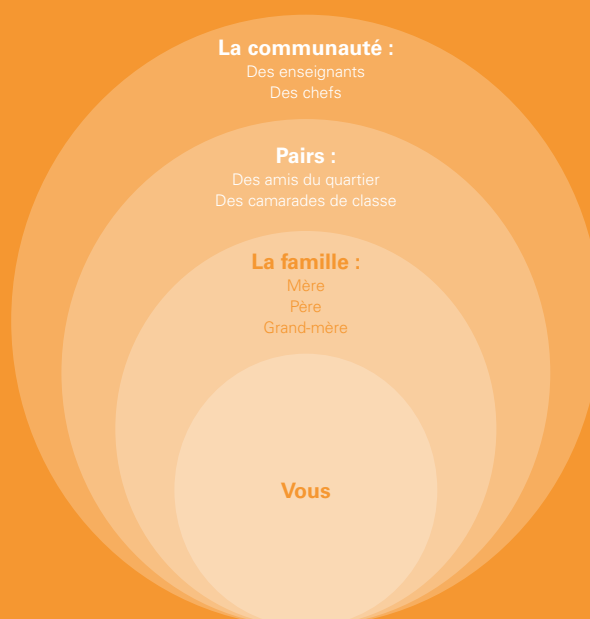 La communauté :
Des enseignants
Des chefs
Pairs :
Des amis du quartier
Des camarades de classe
La famille :
Mère
Père
Grand-mère
Vous